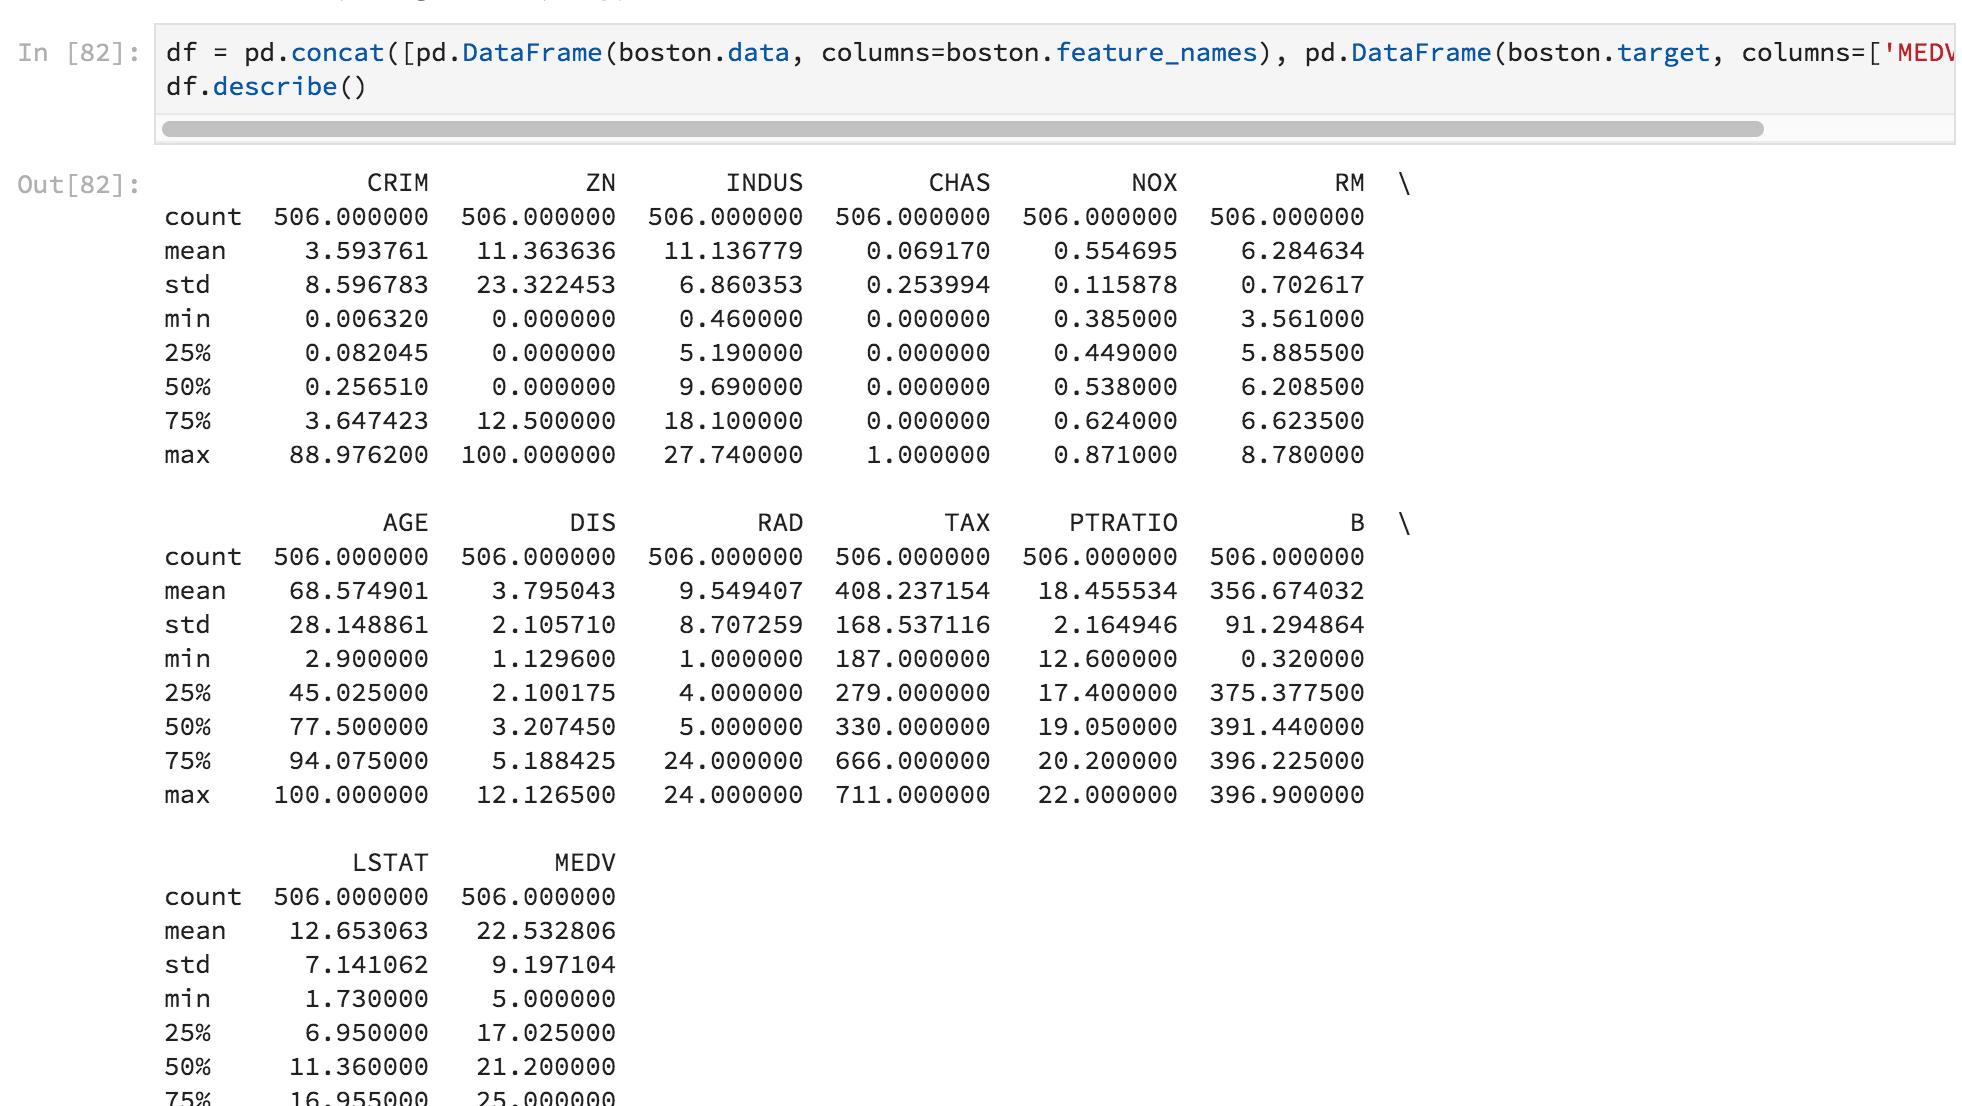 In [82]: df = pd.concat([pd.DataFrame(boston.data, columns=boston.feature_names), pd.DataFrame(boston.target, columns=['MEDV
df.describe()
Out[82]: CRIM ZN INDUS CHAS NOX RM \
count 506.000000 506.000000 506.000000 506.000000 506.000000 506.000000
mean 3.593761 11.363636 11.136779 0.069170 0.554695 6.284634
std 8.596783 23.322453 6.860353 0.253994 0.115878 0.702617
min 0.006320 0.000000 0.460000 0.000000 0.385000 3.561000
25% 0.082045 0.000000 5.190000 0.000000 0.449000 5.885500
50% 0.256510 0.000000 9.690000 0.000000 0.538000 6.208500
75% 3.647423 12.500000 18.100000 0.000000 0.624000 6.623500
max 88.976200 100.000000 27.740000 1.000000 0.871000 8.780000
AGE DIS RAD TAX PTRATIO B \
count 506.000000 506.000000 506.000000 506.000000 506.000000 506.000000
mean 68.574901 3.795043 9.549407 408.237154 18.455534 356.674032
std 28.148861 2.105710 8.707259 168.537116 2.164946 91.294864
min 2.900000 1.129600 1.000000 187.000000 12.600000 0.320000
25% 45.025000 2.100175 4.000000 279.000000 17.400000 375.377500
50% 77.500000 3.207450 5.000000 330.000000 19.050000 391.440000
75% 94.075000 5.188425 24.000000 666.000000 20.200000 396.225000
max 100.000000 12.126500 24.000000 711.000000 22.000000 396.900000
LSTAT MEDV
count 506.000000 506.000000
mean 12.653063 22.532806
std 7.141062 9.197104
min 1.730000 5.000000
25% 6.950000 17.025000
50% 11.360000 21.200000
75% 16.955000 25.000000